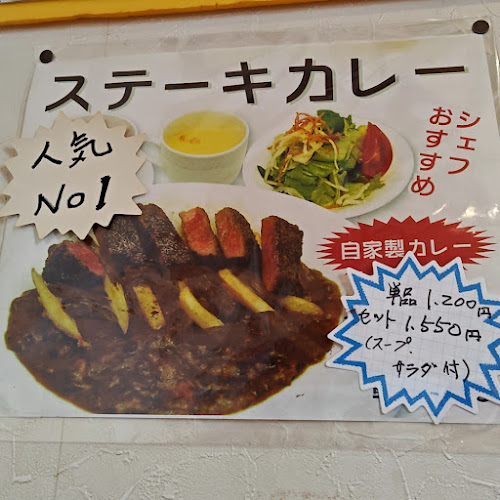 ステーキカレー
人気
No1
シェフ
おすすめ
自家製カレー
単品 1.200円
セット 1.550円
(スープ.
サラダ付)